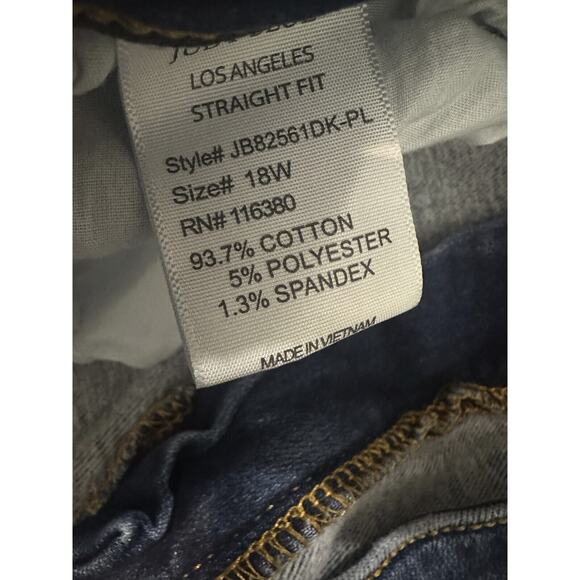 LOS ANGELES
STRAIGHT FIT
Style# JB82561DK-PL
Size# 18W
RN# 116380
93.7% COTTON
5% POLYESTER
1.3% SPANDEX
MADE IN VIETNAM